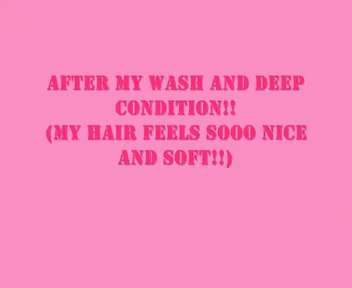 AFTER MY WASH AND DEEP
CONDITION!!
(MY HAIR FEELS SOOO NICE
AND SOFT!!)